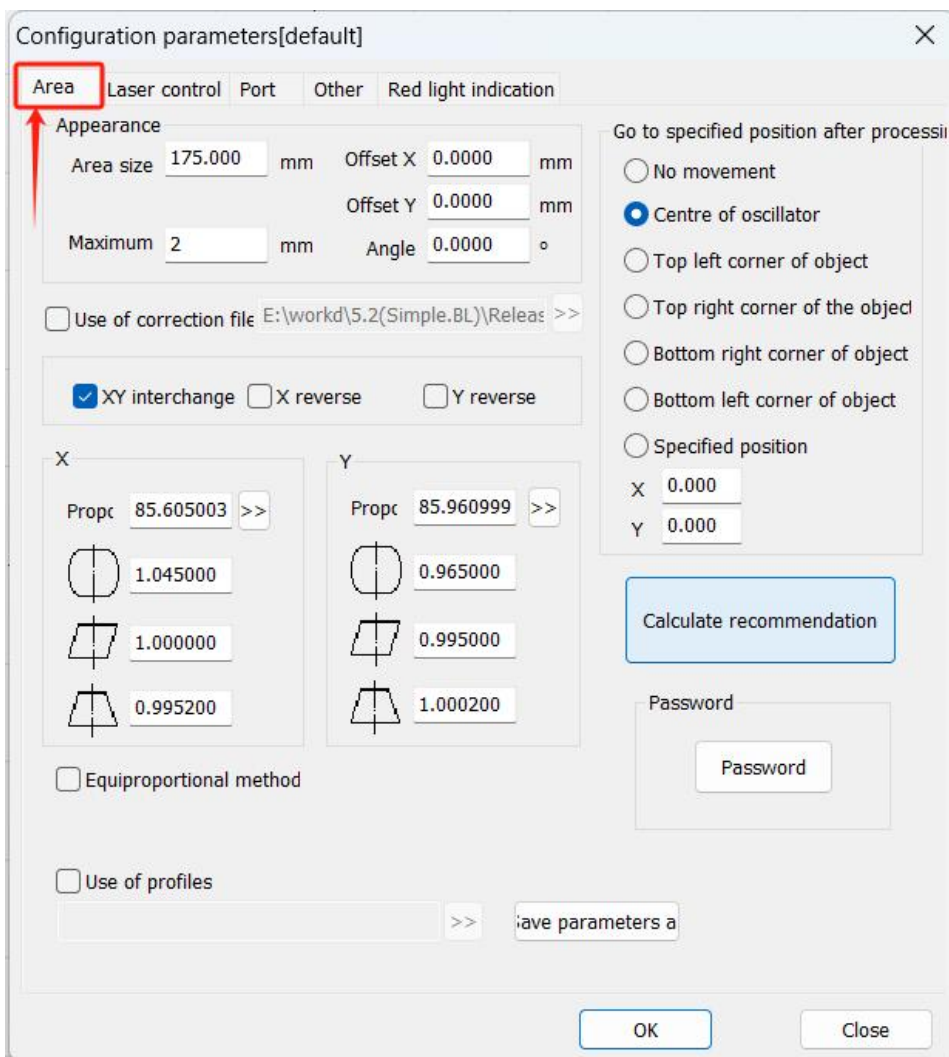 Configuration parameters[default]
Area Laser control Port Other Red light indication
Appearance
Area size 175.000 mm Offset X 0.0000 mm
Offset Y 0.0000 mm
Maximum 2 mm Angle 0.0000 °
Use of correction file E:\workd\5.2(Simple.BL)\Releas >>
XY interchange X reverse Y reverse
X
Propc 85.605003 >>
1.045000
1.000000
0.995200
Y
Propc 85.960999 >>
0.965000
0.995000
1.000200
Equiproportional method
Use of profiles
>> ave parameters a
Go to specified position after processi
No movement
Centre of oscillator
Top left corner of object
Top right corner of the object
Bottom right corner of object
Bottom left corner of object
Specified position
X 0.000
Y 0.000
Calculate recommendation
Password
Password
OK Close